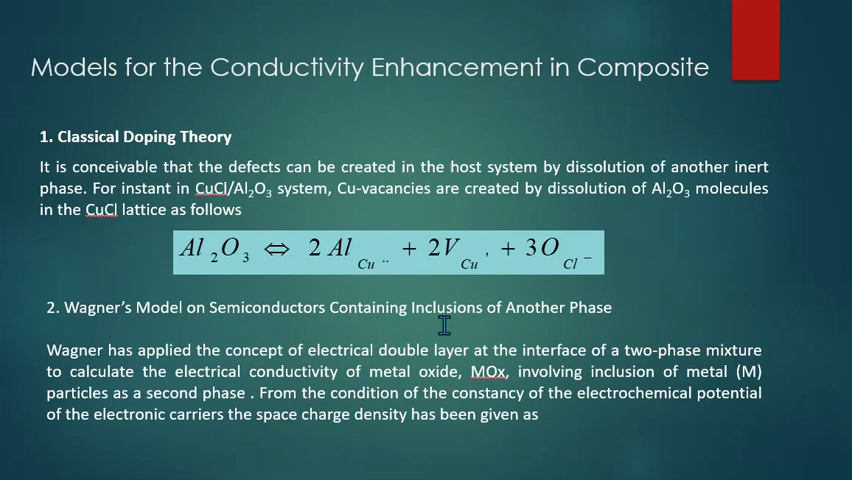 Models for the Conductivity Enhancement in Composite
1. Classical Doping Theory
It is conceivable that the defects can be created in the host system by dissolution of another inert
phase. For instant in CuCl/Al₂O₃ system, Cu-vacancies are created by dissolution of Al₂O₃ molecules
in the CuCl lattice as follows
Al₂O₃ ⇔ 2 Al_Cu ·· + 2V_Cu ' + 3O_Cl −
2. Wagner's Model on Semiconductors Containing Inclusions of Another Phase
Wagner has applied the concept of electrical double layer at the interface of a two-phase mixture
to calculate the electrical conductivity of metal oxide, MOx, involving inclusion of metal (M)
particles as a second phase . From the condition of the constancy of the electrochemical potential
of the electronic carriers the space charge density has been given as